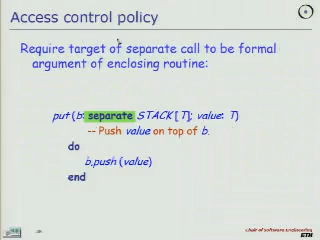 Access control policy
Require target of separate call to be formal
argument of enclosing routine:
put (b: separate STACK [T]; value: T)
-- Push value on top of b.
do
b.push (value)
end
Chair of Software Engineering
ETH